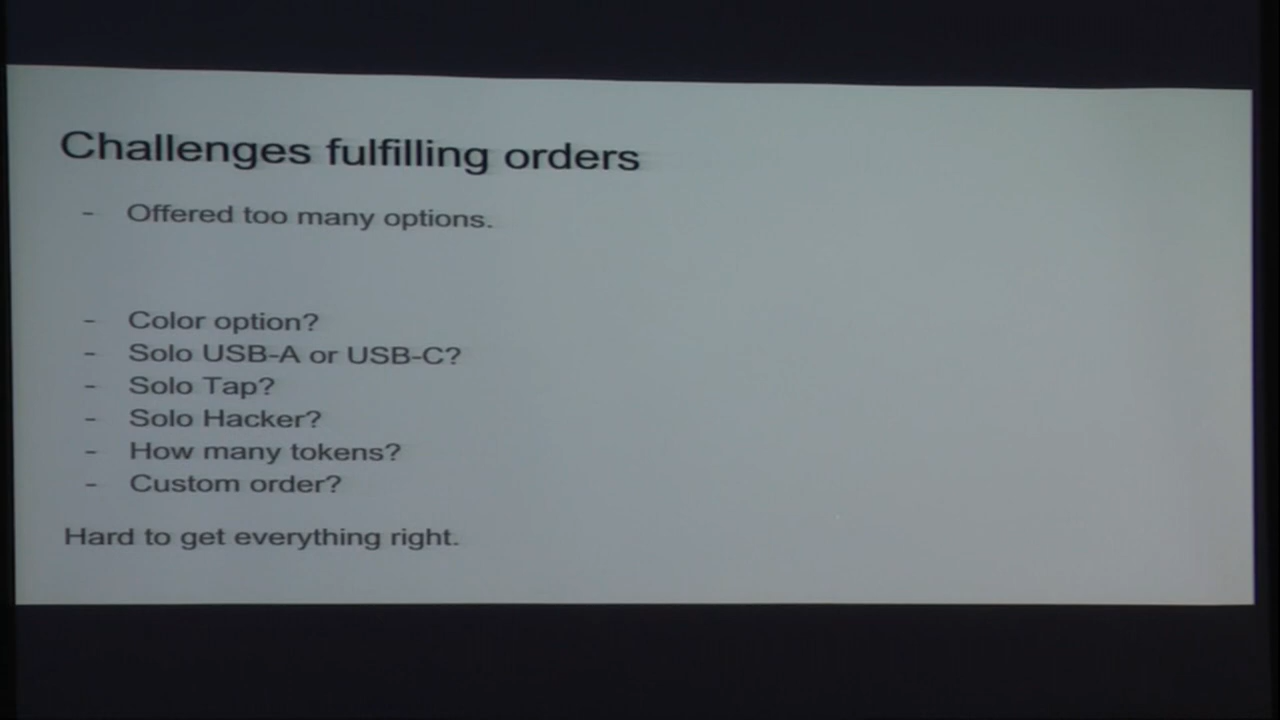 Challenges fulfilling orders
- Offered too many options.
- Color option?
- Solo USB-A or USB-C?
- Solo Tap?
- Solo Hacker?
- How many tokens?
- Custom order?
Hard to get everything right.